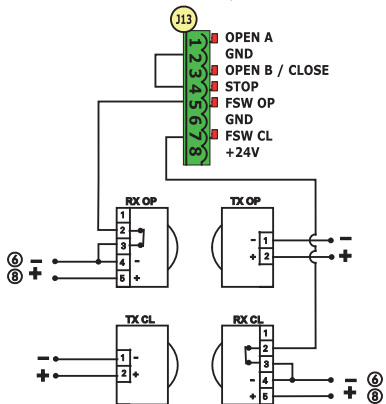 J13
1 OPEN A
2 GND
3 OPEN B / CLOSE
4 STOP
5 FSW OP
6 GND
7 FSW CL
8 +24V
RX OP
1
2
3
4 -
5 +
⑥ -
⑧ +
TX OP
- 1 -
+ 2 +
TX CL
- 1 -
+ 2 +
RX CL
1
2
3
- 4 - ⑥
+ 5 + ⑧